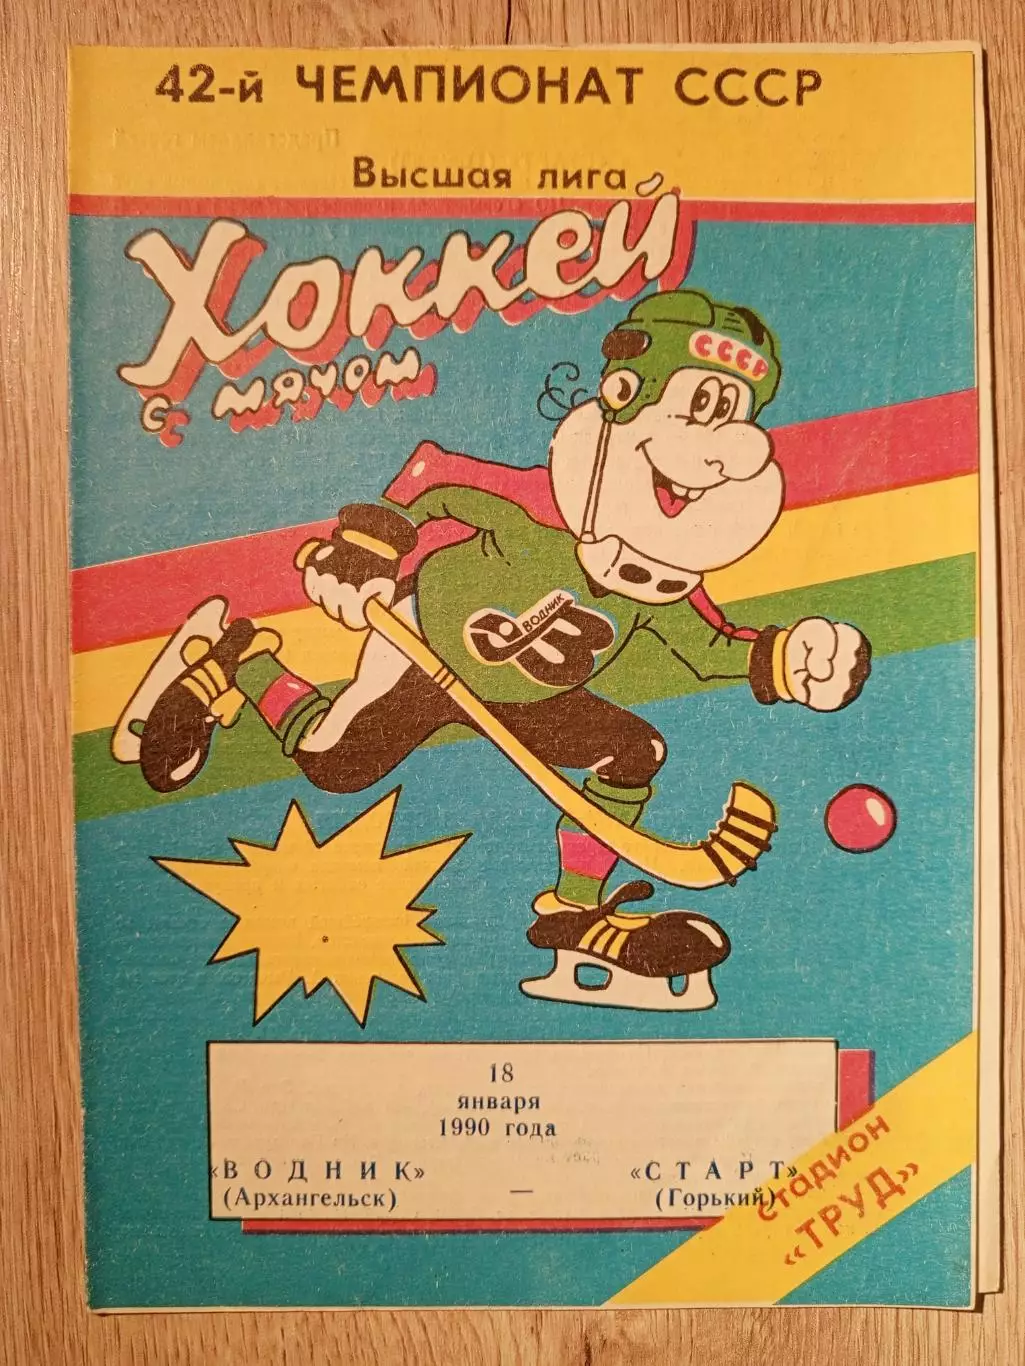 42-й ЧЕМПИОНАТ СССР
Высшая лига
Хоккей
с мячом
СССР
ВОДНИК
18
января
1990 года
«ВОДНИК» — «СТАРТ»
(Архангельск) (Горький)
стадион
«ТРУД»